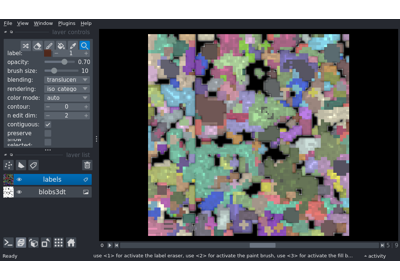 File View Plugins Window Help
layer controls
label: 1
opacity: 0.70
brush size: 10
blending: translucen
rendering: iso_catego
color mode: auto
contour: 0
n edit dim: 2
contiguous:
preserve
selected:
layer list
labels
blobs3dt
Ready
use <1> for activate the label eraser, use <2> for activate the paint brush, use <3> for activate the fill b...
activity